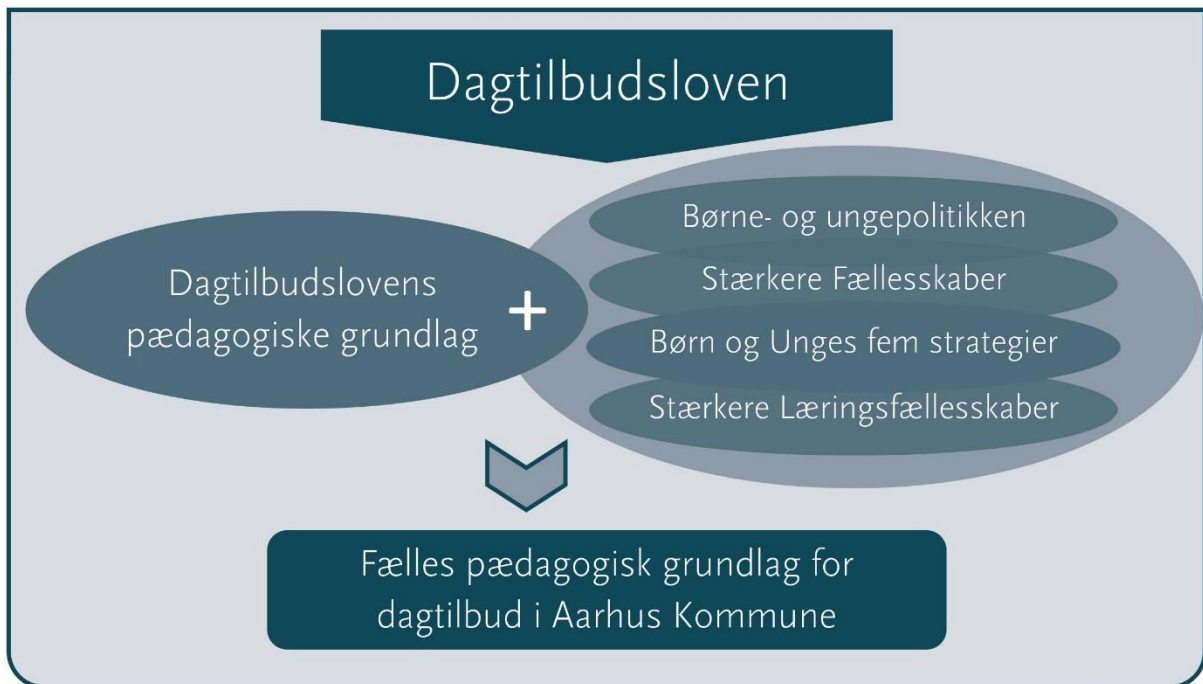 Dagtilbudsloven
Dagtilbudslovens
pædagogiske grundlag
+
Børne- og ungepolitikken
Stærkere Fællesskaber
Børn og Unges fem strategier
Stærkere Læringsfællesskaber
Fælles pædagogisk grundlag for
dagtilbud i Aarhus Kommune